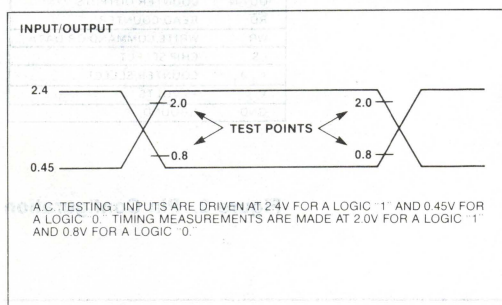 INPUT/OUTPUT
2.4
2.0
2.0
TEST POINTS
0.8
0.8
0.45
A.C. TESTING: INPUTS ARE DRIVEN AT 2.4V FOR A LOGIC "1" AND 0.45V FOR
A LOGIC "0." TIMING MEASUREMENTS ARE MADE AT 2.0V FOR A LOGIC "1"
AND 0.8V FOR A LOGIC "0."